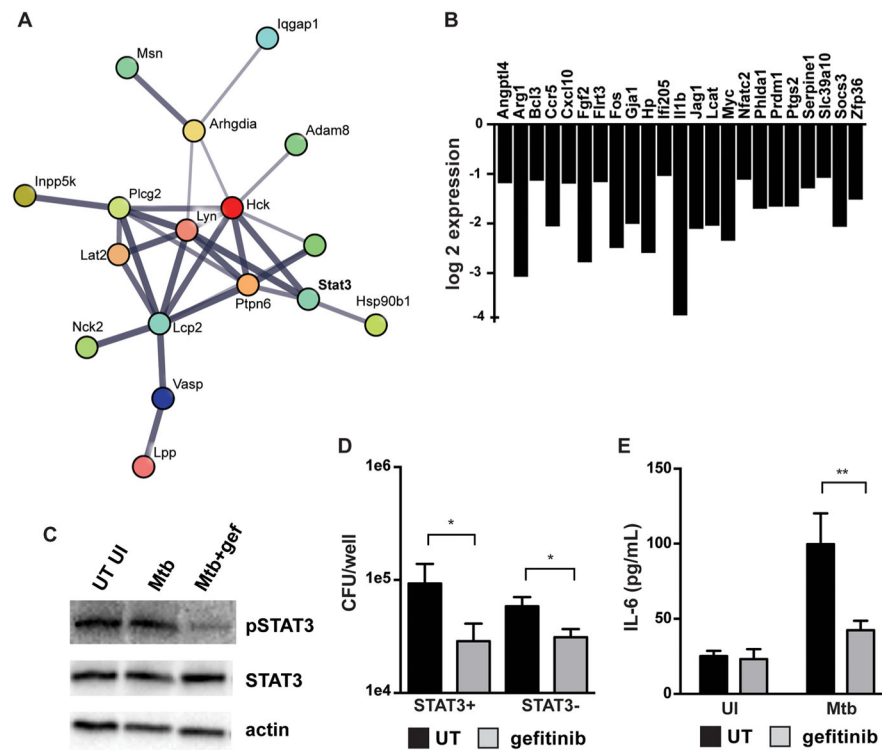 A
Iqgap1
Msn
Arhgdia
Adam8
Inpp5k
Plcg2
Hck
Lyn
Lat2
Stat3
Ptpn6
Hsp90b1
Nck2
Lcp2
Vasp
Lpp
B
Angptl4
Arg1
Bcl3
Ccr5
Cxcl10
Fgf2
Flrt3
Fos
Gja1
Hp
Ifi205
Il1b
Jag1
Lcat
Myc
Nfatc2
Phlda1
Prdm1
Ptgs2
Serpine1
Slc39a10
Socs3
Zfp36
0
-1
-2
-3
-4
log 2 expression
C
UT UI
Mtb
Mtb+gef
pSTAT3
STAT3
actin
D
1e6
1e5
1e4
CFU/well
*
*
STAT3+ STAT3-
UT gefitinib
E
150
100
50
0
IL-6 (pg/mL)
**
UI Mtb
UT gefitinib